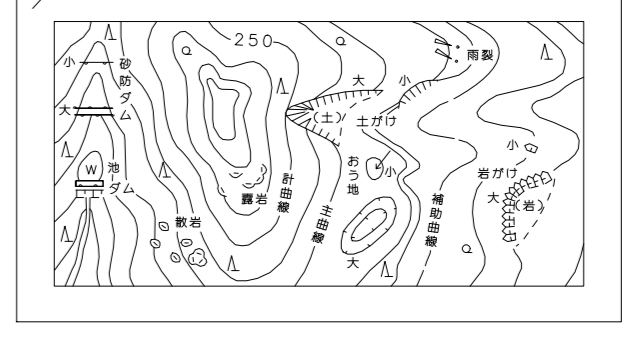 250
小
砂防ダム
大
W
池
ダム
散岩
露岩
計曲線
主曲線
大
小
(土)
土がけ
おう地
小
大
雨裂
補助曲線
小
岩がけ
大
(岩)